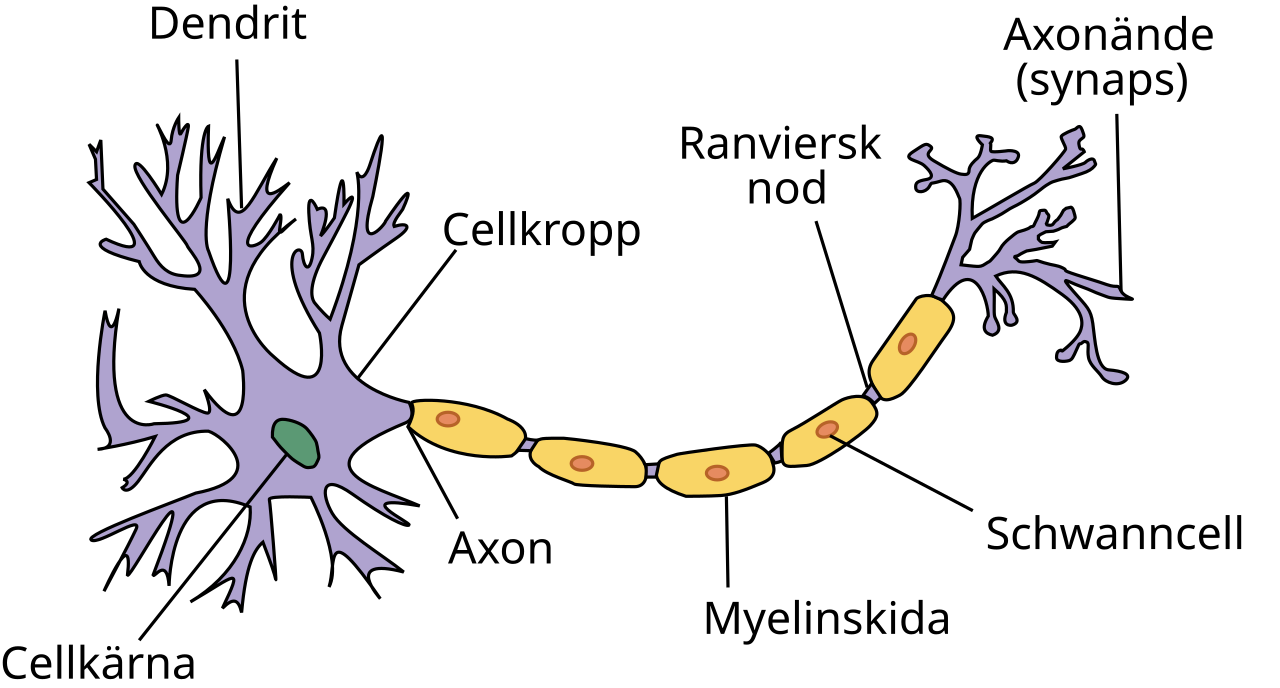 Dendrit
Axonände
(synaps)
Ranviersk
nod
Cellkropp
Axon
Schwanncell
Myelinskida
Cellkärna